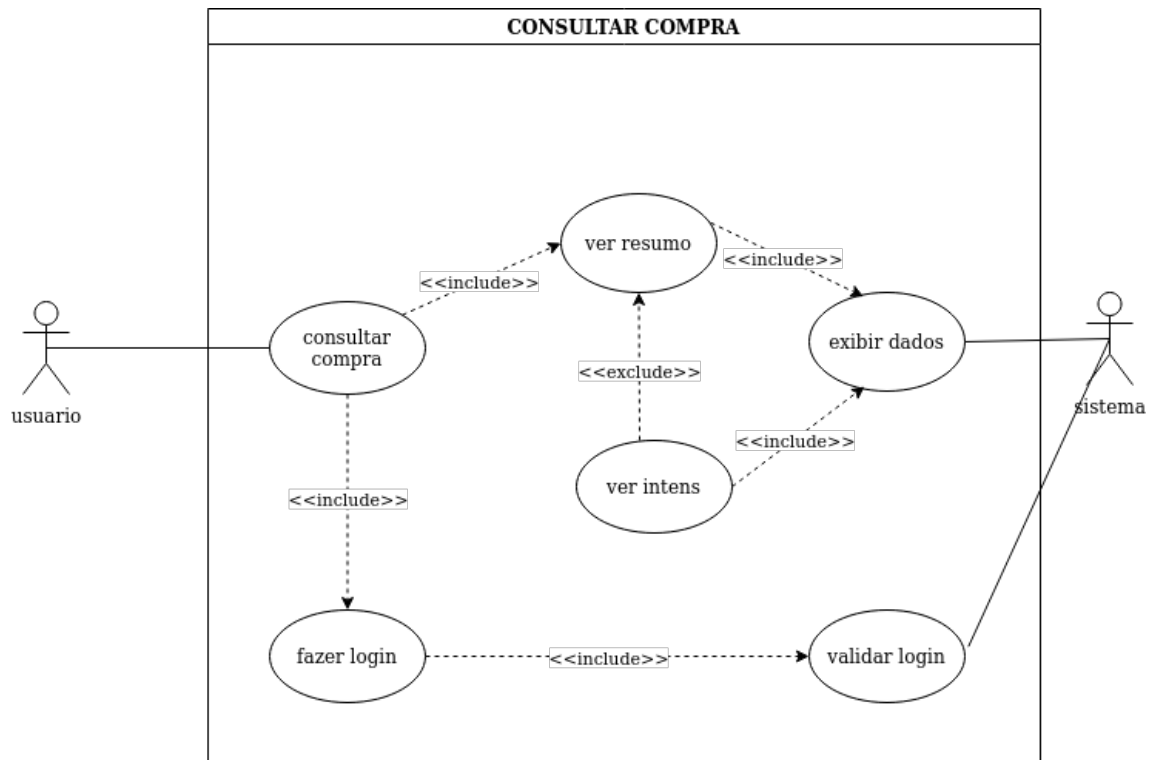 CONSULTAR COMPRA
ver resumo
<<include>>
<<include>>
consultar
compra
exibir dados
<<exclude>>
usuario
sistema
<<include>>
ver intens
<<include>>
fazer login
<<include>>
validar login